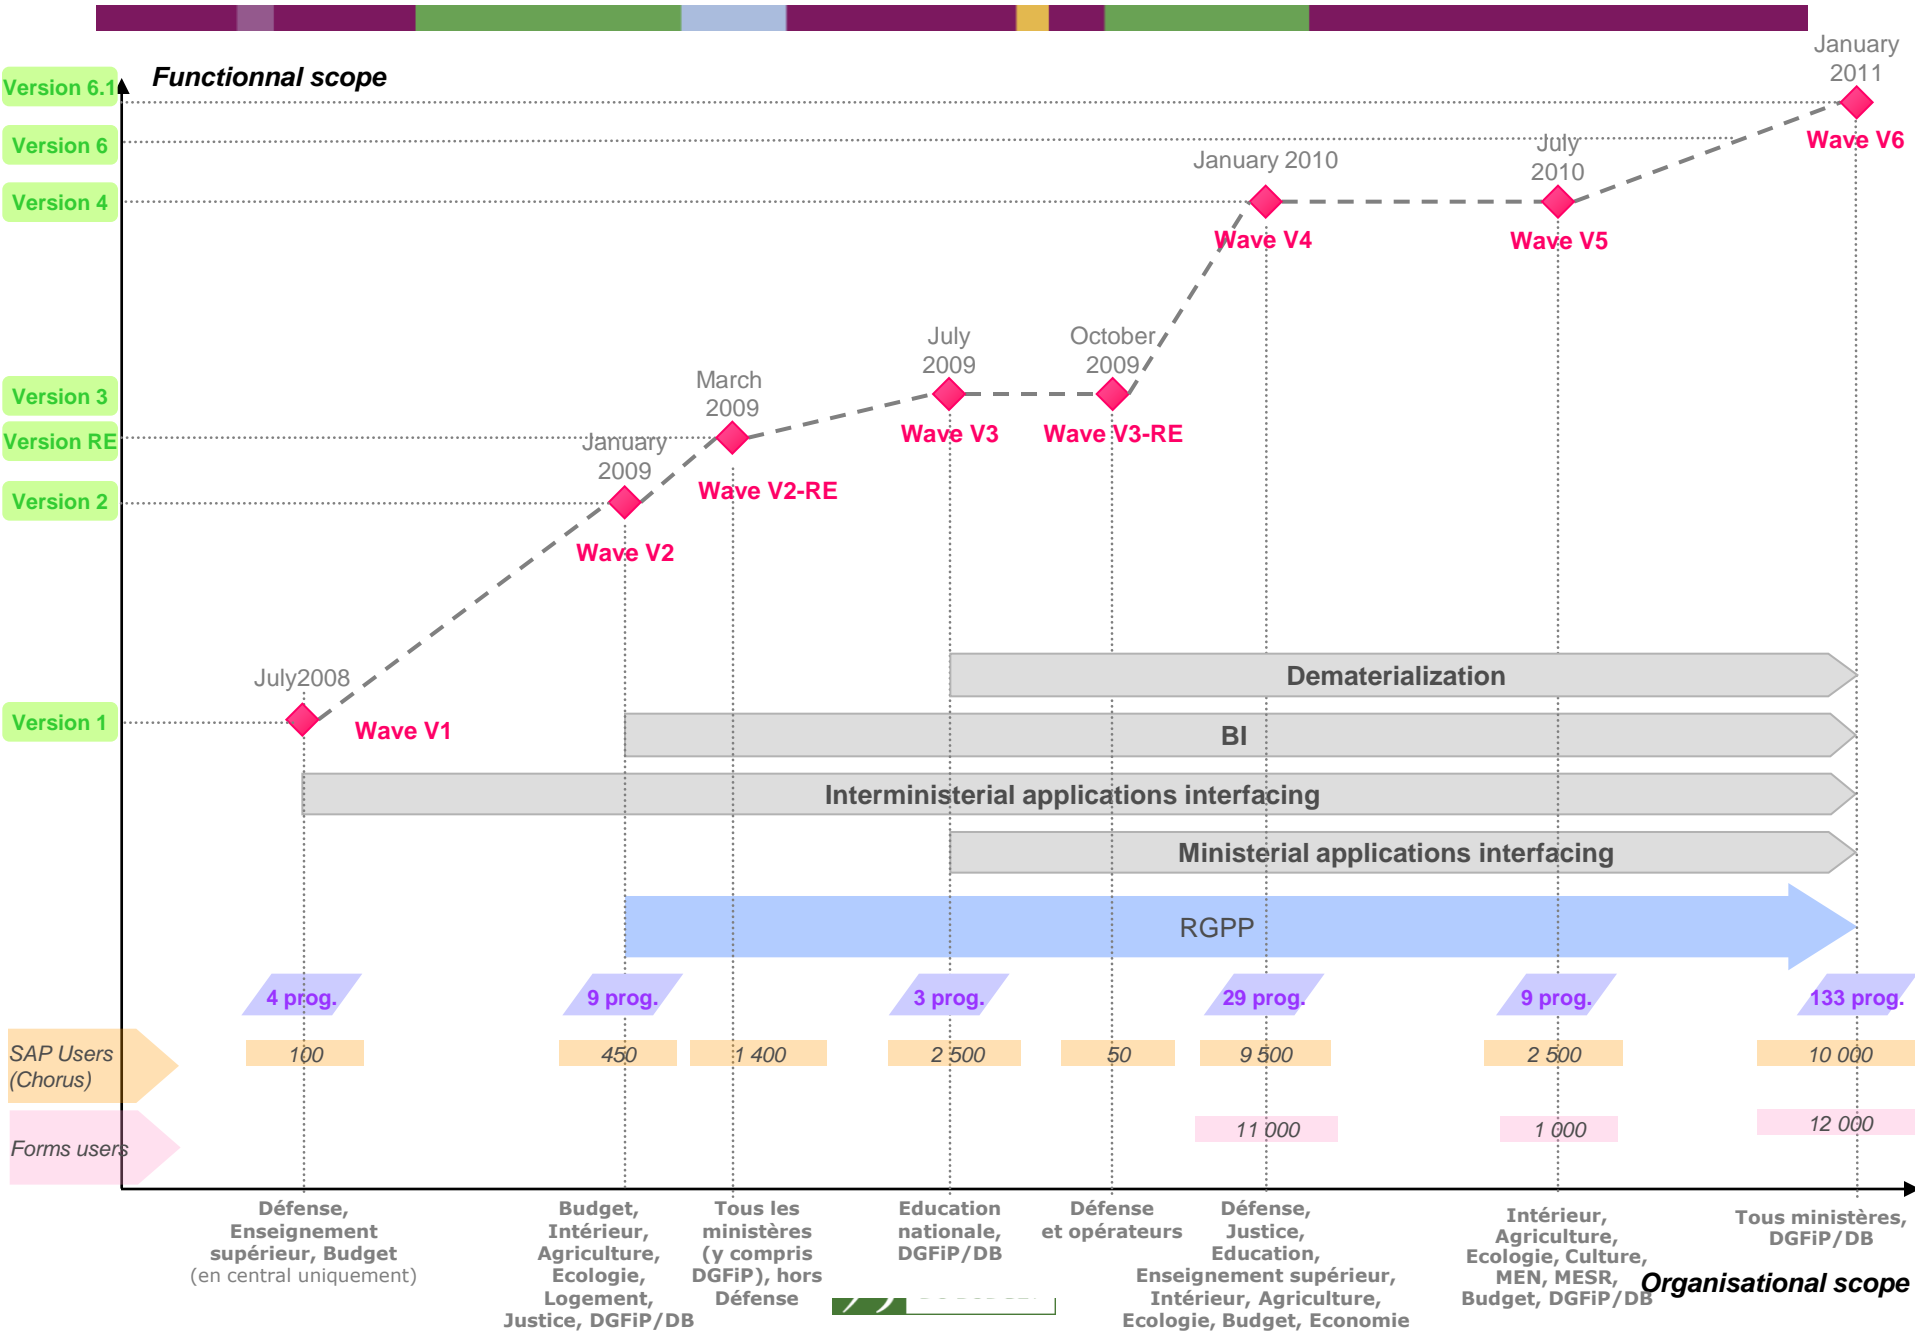 Functionnal scope
Version 6.1
Version 6
Version 4
Version 3
Version RE
Version 2
Version 1
January
2011
Wave V6
July
2010
Wave V5
January 2010
Wave V4
October
2009
Wave V3-RE
July
2009
Wave V3
March
2009
Wave V2-RE
January
2009
Wave V2
July2008
Wave V1
Dematerialization
BI
Interministerial applications interfacing
Ministerial applications interfacing
RGPP
4 prog.
9 prog.
3 prog.
29 prog.
9 prog.
133 prog.
SAP Users
(Chorus)
100
450
1 400
2 500
50
9 500
2 500
10 000
Forms users
11 000
1 000
12 000
Défense,
Enseignement
supérieur, Budget
(en central uniquement)
Budget,
Intérieur,
Agriculture,
Ecologie,
Logement,
Justice, DGFiP/DB
Tous les
ministères
(y compris
DGFiP), hors
Défense
Education
nationale,
DGFiP/DB
Défense
et opérateurs
Défense,
Justice,
Education,
Enseignement supérieur,
Intérieur, Agriculture,
Ecologie, Budget, Economie
Intérieur,
Agriculture,
Ecologie, Culture,
MEN, MESR,
Budget, DGFiP/DB
Tous ministères,
DGFiP/DB
Organisational scope